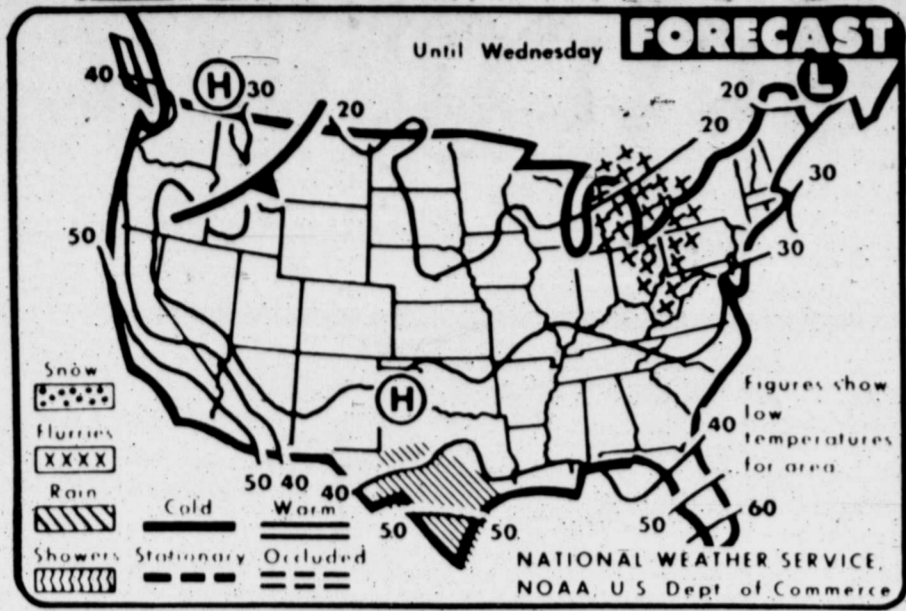 Until Wednesday FORECAST
40 H 30 20 20 L
20
30
50
30
H
Snow
Flurries
XXXX
Rain
Showers
Cold Warm
Stationary Occluded
50 40 40
50 50
40
50 60
Figures show
low
temperatures
for area
NATIONAL WEATHER SERVICE,
NOAA, U S Dept of Commerce